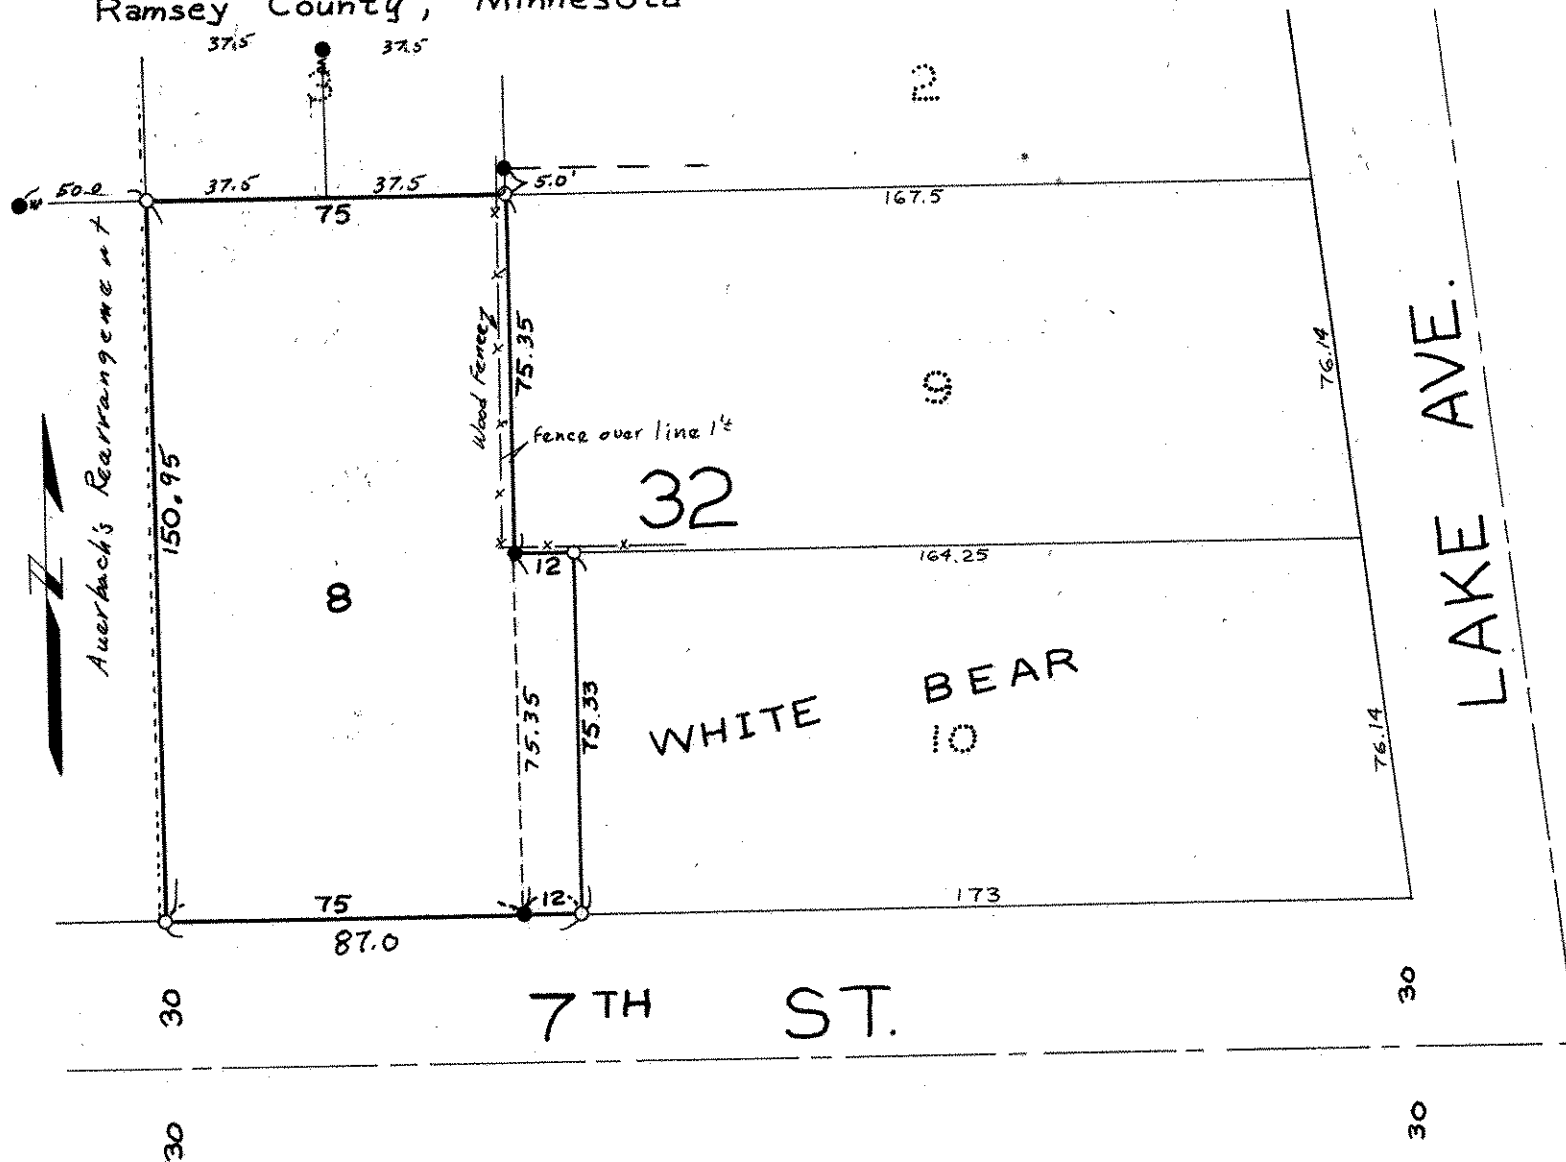 Ramsey County, Minnesota
37.5 37.5
2
50.0 37.5 37.5 5.0'
75 167.5
Auerbach's Rearrangement
Wood Fence
75.35
76.14
LAKE AVE.
9
fence over line 1'±
150.95
32
12 164.25
8
WHITE BEAR
10
75.35
75.33
76.14
75 12 173
87.0
30 7TH ST. 30
30 30